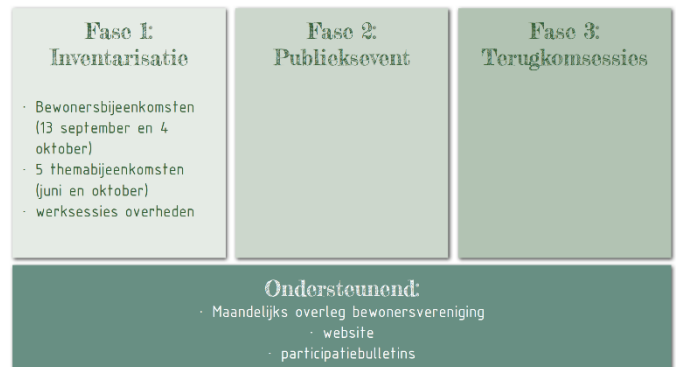 Fase 1:
Inventarisatie
· Bewonersbijeenkomsten
(13 september en 4
oktober)
· 5 themabijeenkomsten
(juni en oktober)
· werksessies overheden
Fase 2:
Publieksevent
Fase 3:
Terugkomsessies
Ondersteunend:
· Maandelijks overleg bewonersvereniging
· website
· participatiebulletins